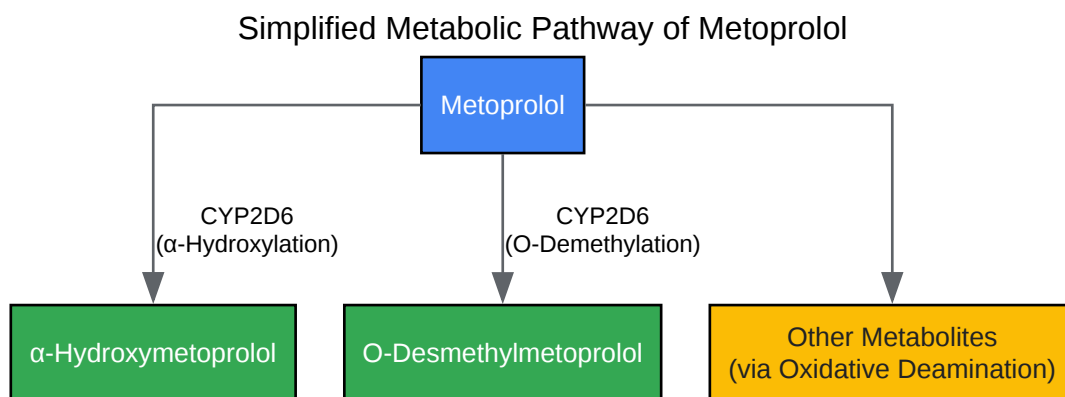 Simplified Metabolic Pathway of Metoprolol
Metoprolol
CYP2D6
(α-Hydroxylation)
CYP2D6
(O-Demethylation)
α-Hydroxymetoprolol
O-Desmethylmetoprolol
Other Metabolites
(via Oxidative Deamination)